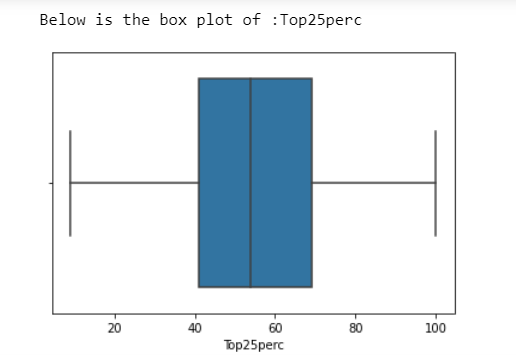 Below is the box plot of :Top25perc
20 40 60 80 100
Top25perc